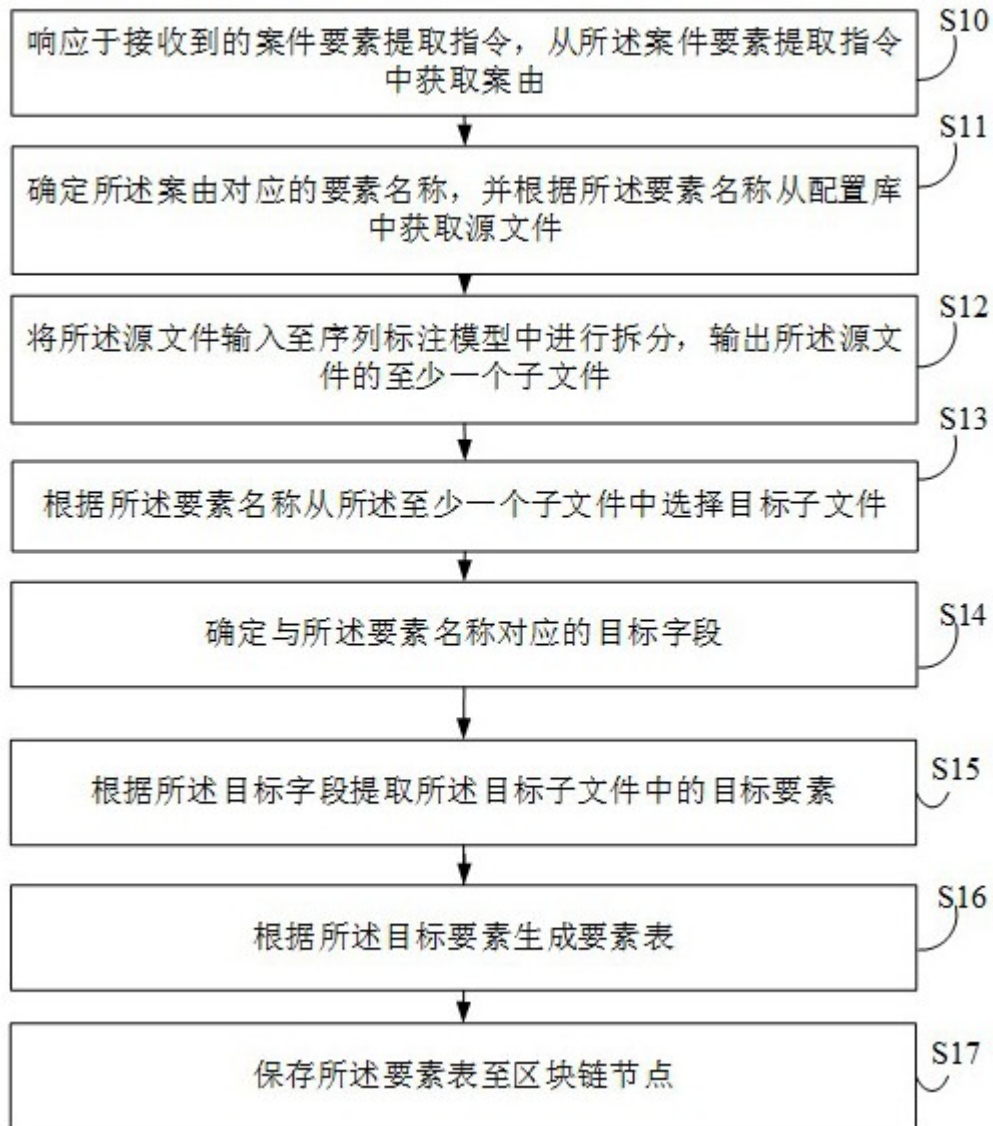 S10
响应于接收到的案件要素提取指令，从所述案件要素提取指令
中获取案由
S11
确定所述案由对应的要素名称，并根据所述要素名称从配置库
中获取源文件
S12
将所述源文件输入至序列标注模型中进行拆分，输出所述源文
件的至少一个子文件
S13
根据所述要素名称从所述至少一个子文件中选择目标子文件
S14
确定与所述要素名称对应的目标字段
S15
根据所述目标字段提取所述目标子文件中的目标要素
S16
根据所述目标要素生成要素表
S17
保存所述要素表至区块链节点